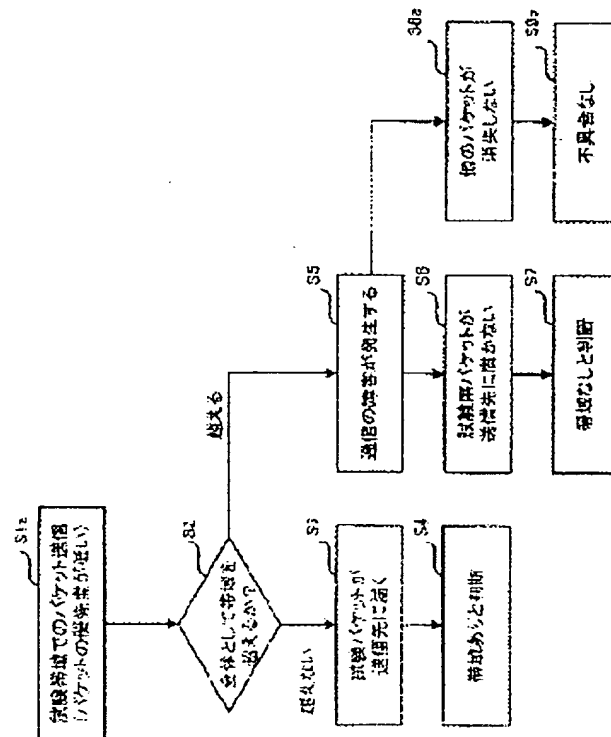 S1a
試験帯域でのパケット送信
(パケットの優先度が低い)
S2
全体として帯域を
超えるか?
超える
超えない
S3
試験パケットが
送信先に届く
S4
帯域ありと判断
S5
通信の障害が発生する
S6
試験用パケットが
送信先に届かない
S7
帯域なしと判断
S8a
他のパケットが
消失しない
S9a
不具合なし